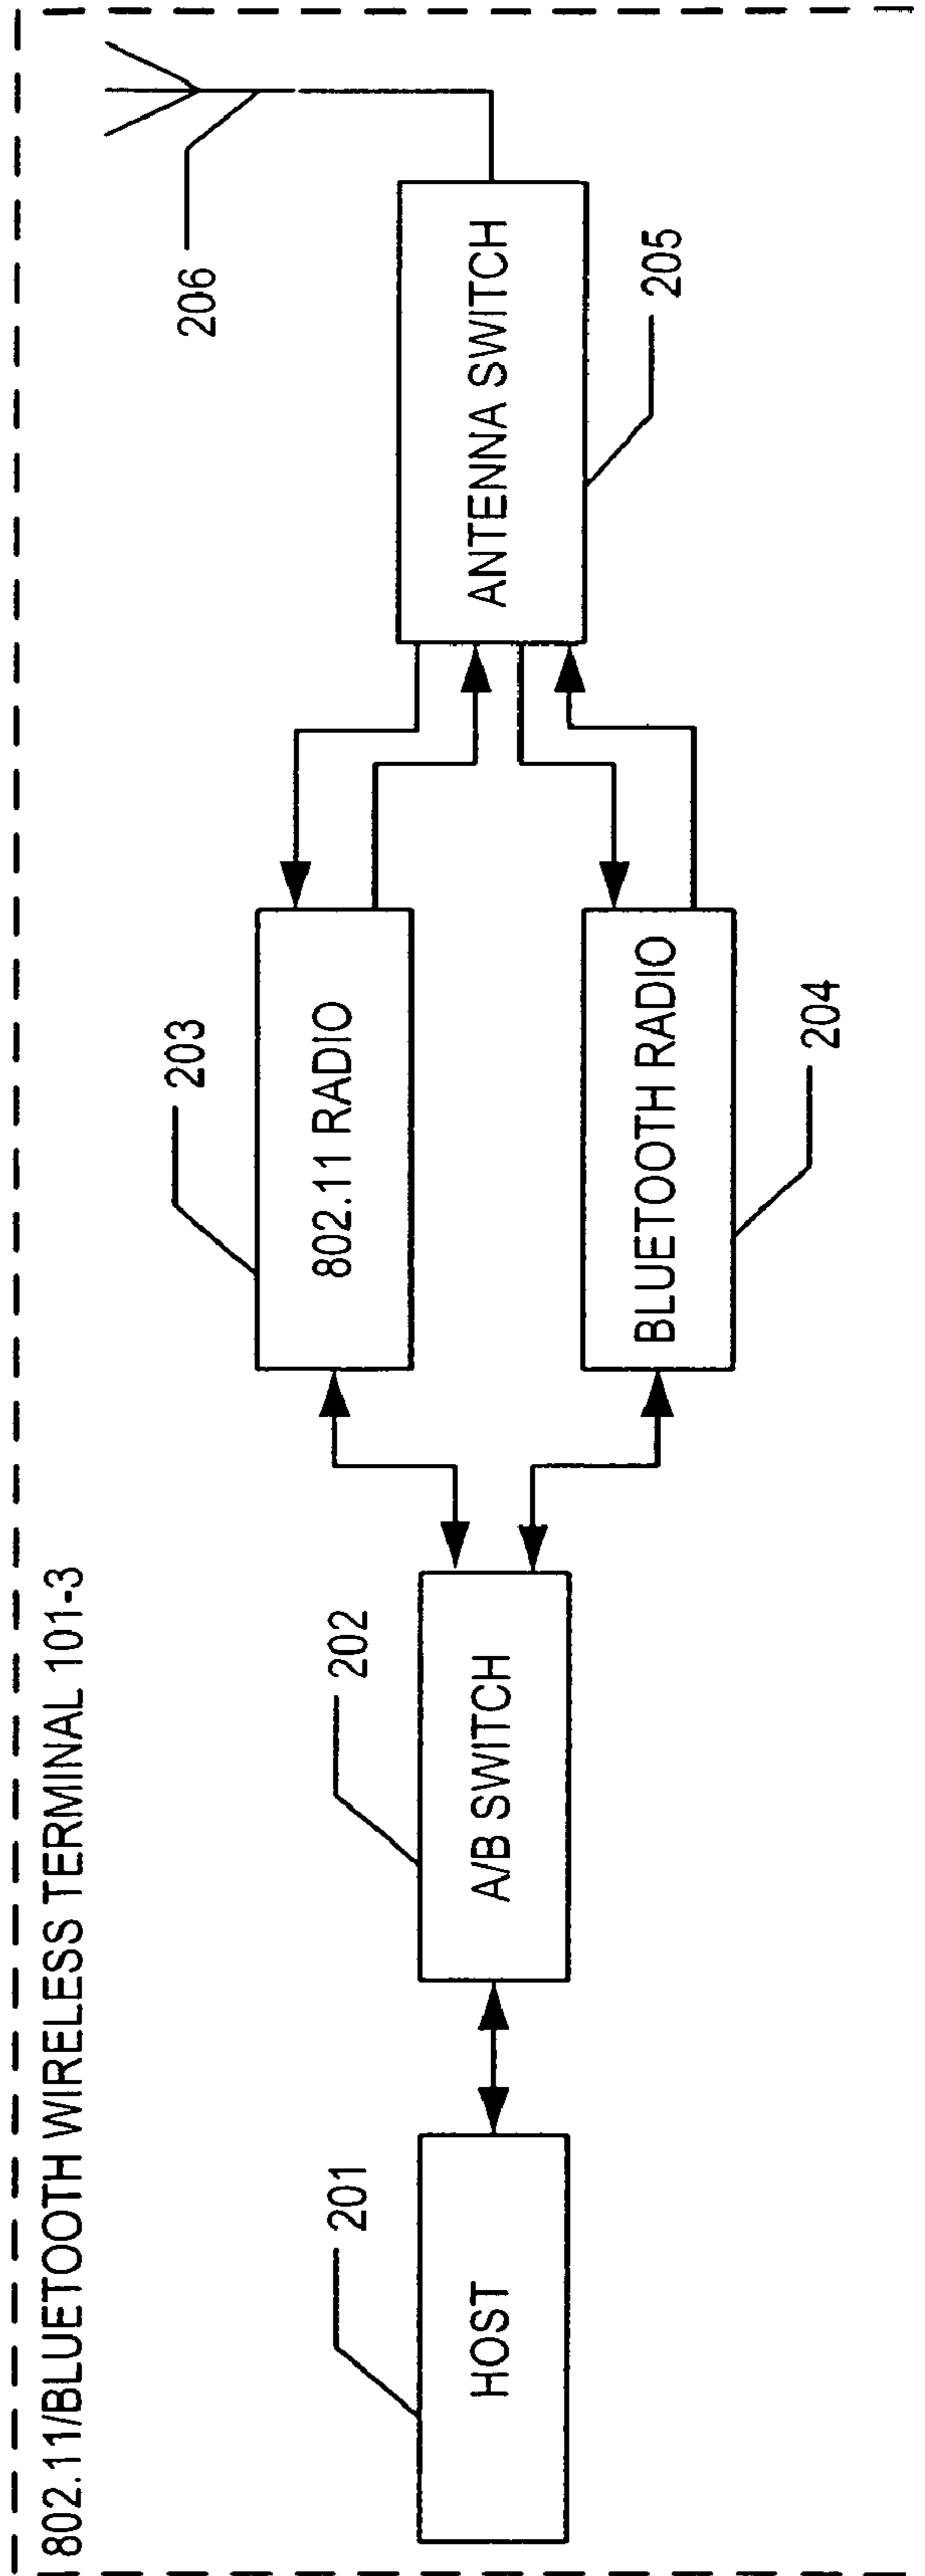 802.11/BLUETOOTH WIRELESS TERMINAL 101-3
201
HOST
202
A/B SWITCH
203
802.11 RADIO
204
BLUETOOTH RADIO
205
ANTENNA SWITCH
206